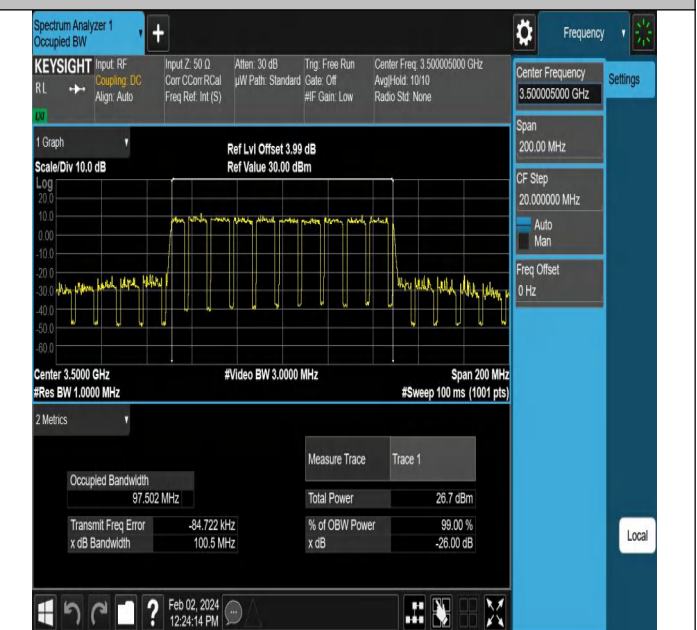 Spectrum Analyzer 1
Occupied BW
Frequency
KEYSIGHT
RL
LXI
Input: RF
Coupling: DC
Align: Auto
Input Z: 50 Ω
Corr CCorr RCal
Freq Ref: Int (S)
Atten: 30 dB
µW Path: Standard
Trig: Free Run
Gate: Off
#IF Gain: Low
Center Freq: 3.500005000 GHz
Avg|Hold: 10/10
Radio Std: None
Center Frequency
3.500005000 GHz
Settings
Span
200.00 MHz
CF Step
20.000000 MHz
Auto
Man
Freq Offset
0 Hz
1 Graph
Scale/Div 10.0 dB
Ref Lvl Offset 3.99 dB
Ref Value 30.00 dBm
Log
20.0
10.0
0.00
-10.0
-20.0
-30.0
-40.0
-50.0
-60.0
Center 3.5000 GHz
#Video BW 3.0000 MHz
Span 200 MHz
#Res BW 1.0000 MHz
#Sweep 100 ms (1001 pts)
2 Metrics
Measure Trace Trace 1
Occupied Bandwidth
97.502 MHz
Total Power 26.7 dBm
Transmit Freq Error -84.722 kHz
% of OBW Power 99.00 %
x dB Bandwidth 100.5 MHz
x dB -26.00 dB
Local
?
Feb 02, 2024
12:24:14 PM